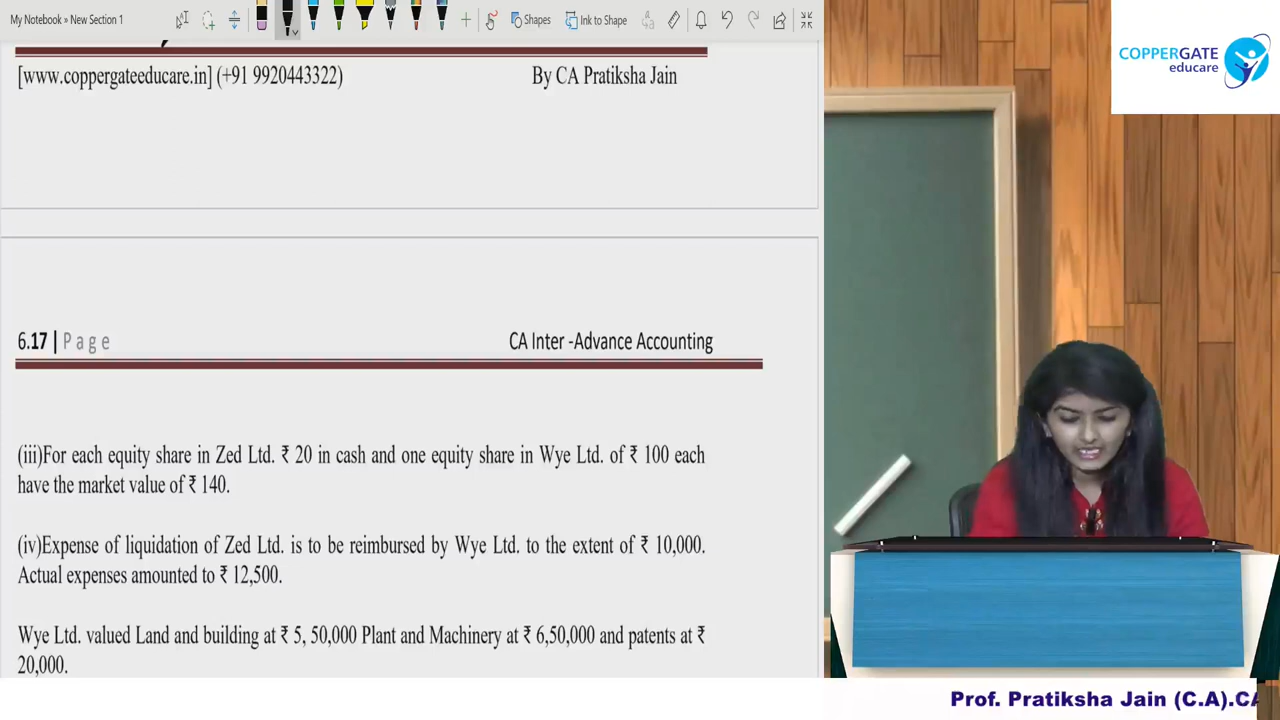 My Notebook » New Section 1
Shapes
Ink to Shape
[www.coppergateeducare.in] (+91 9920443322)
By CA Pratiksha Jain
COPPERGATE
educare
6.17 | Page
CA Inter -Advance Accounting
(iii)For each equity share in Zed Ltd. ₹ 20 in cash and one equity share in Wye Ltd. of ₹ 100 each
have the market value of ₹ 140.
(iv)Expense of liquidation of Zed Ltd. is to be reimbursed by Wye Ltd. to the extent of ₹ 10,000.
Actual expenses amounted to ₹ 12,500.
Wye Ltd. valued Land and building at ₹ 5, 50,000 Plant and Machinery at ₹ 6,50,000 and patents at ₹
20,000.
Prof. Pratiksha Jain (C.A).CA